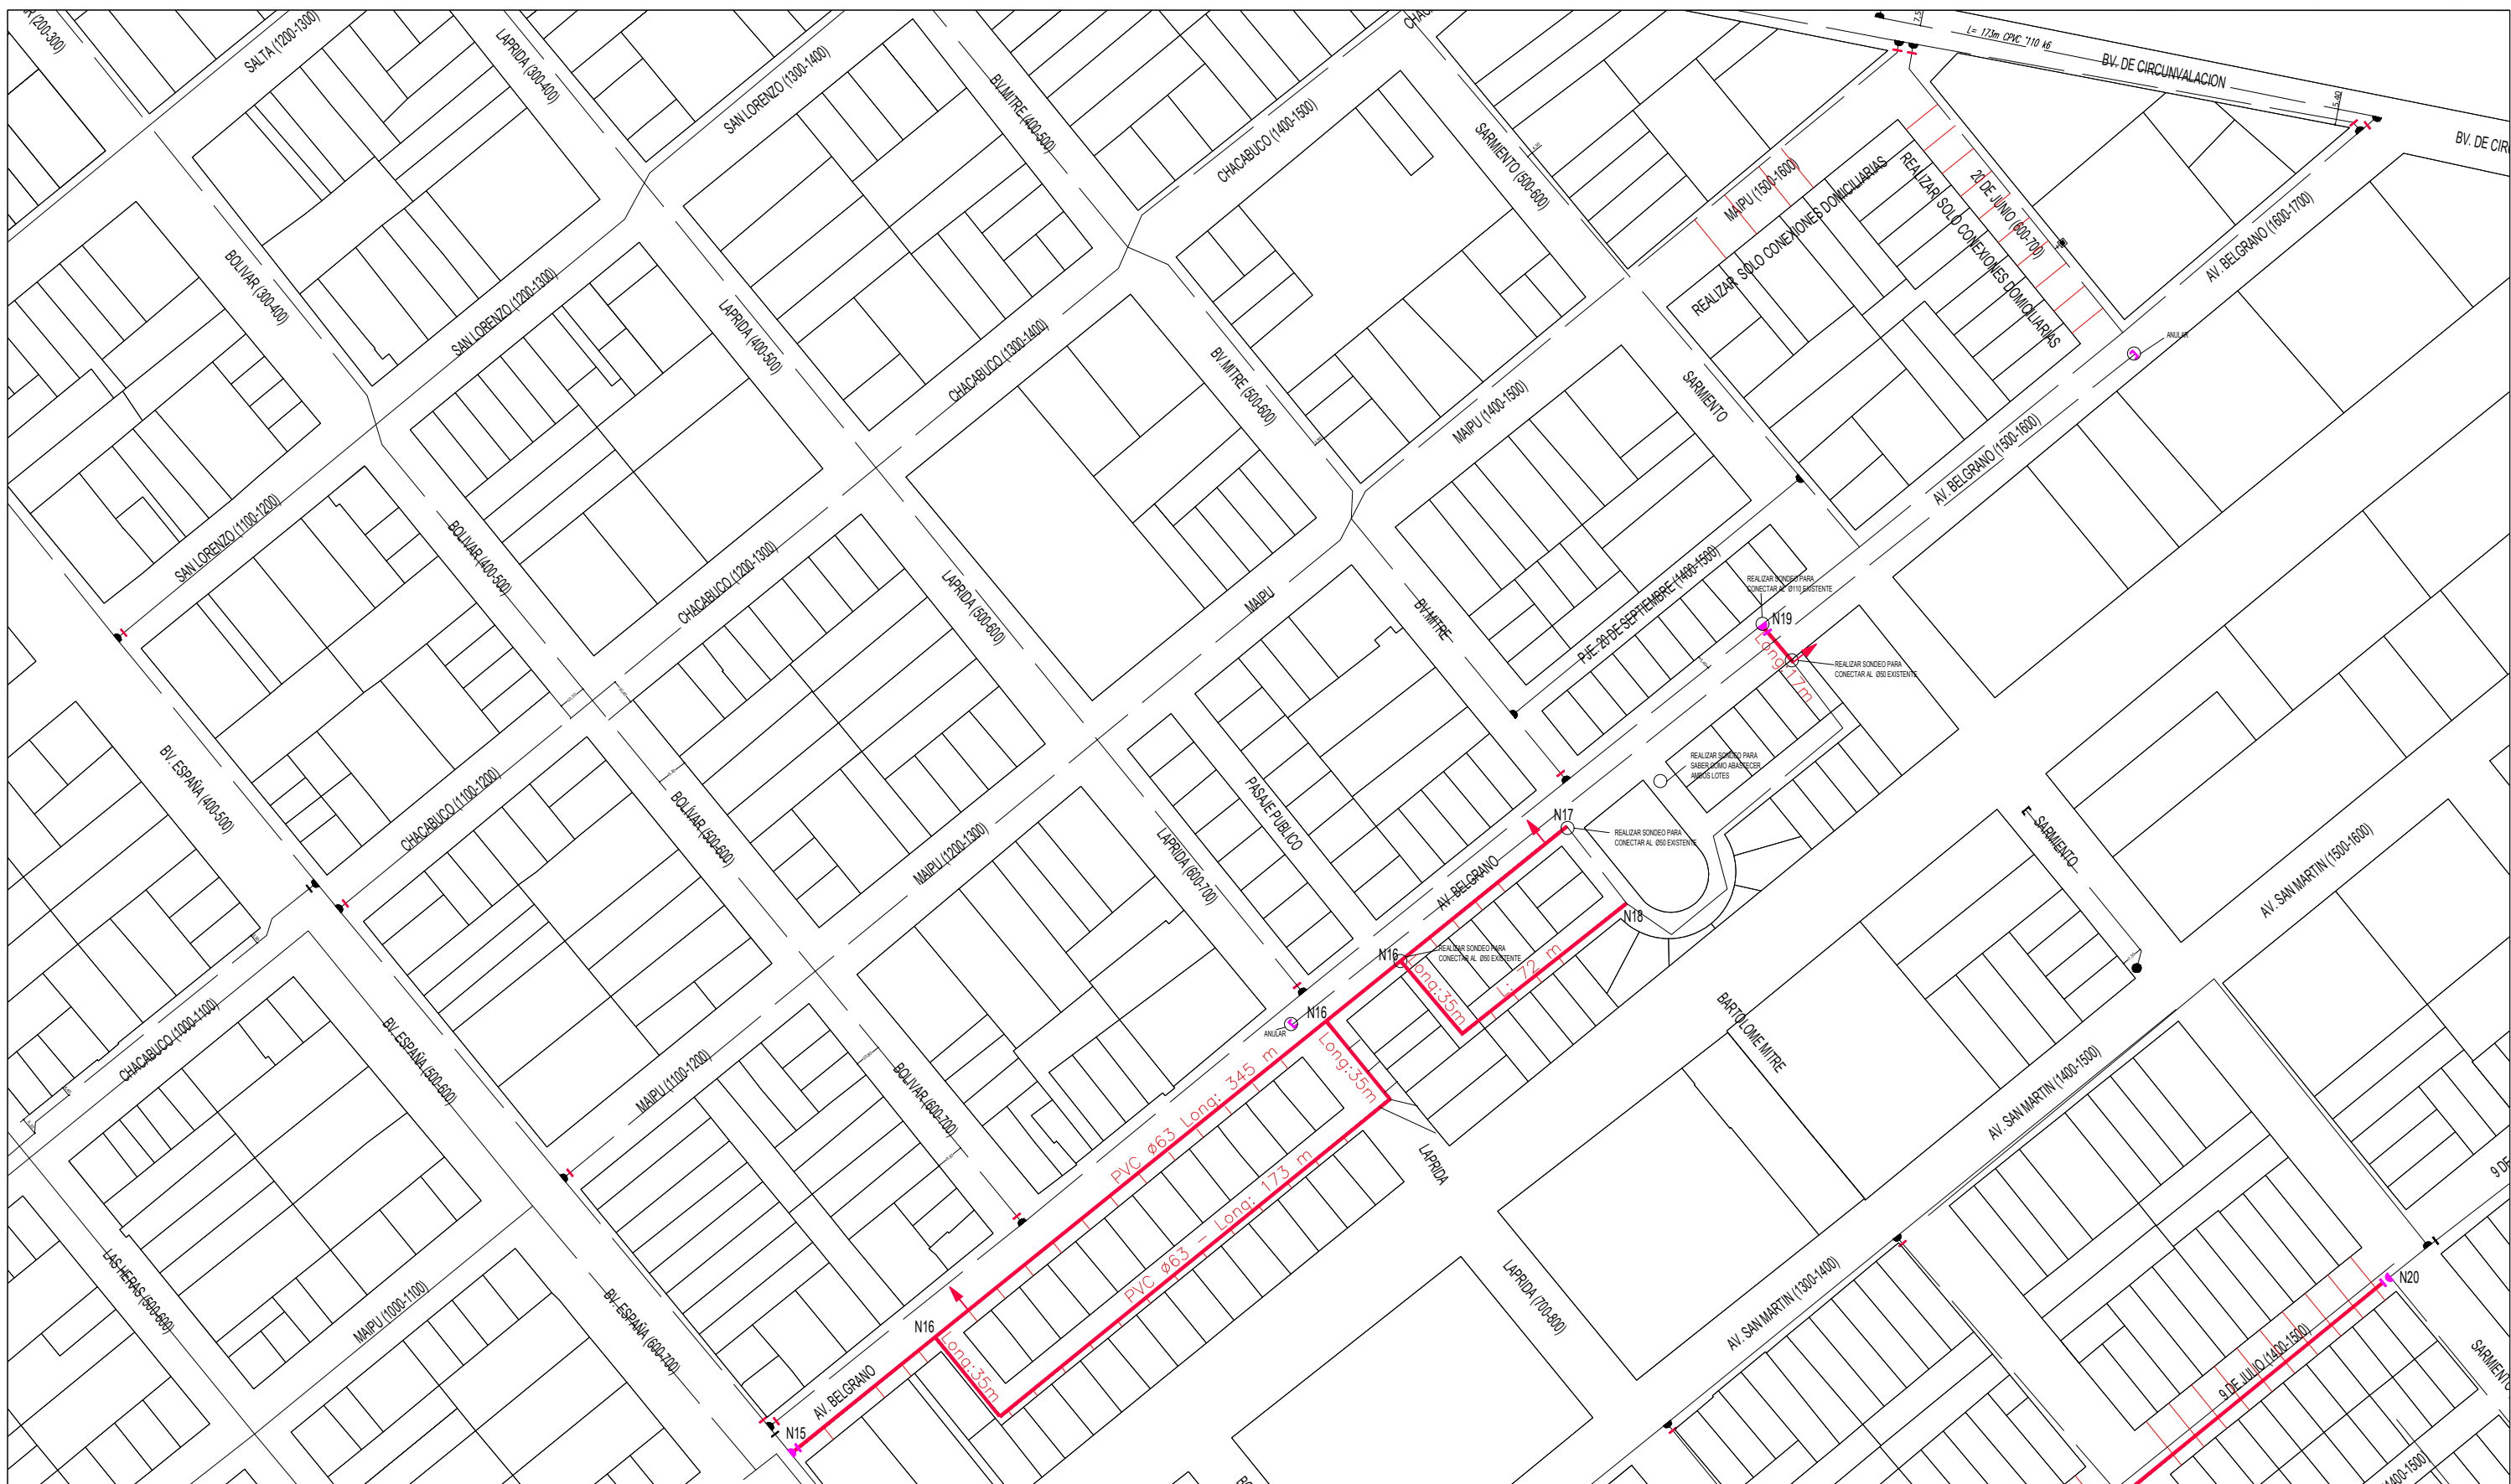 SALTA (1200-1300)
LAPRIDA (300-400)
SAN LORENZO (1300-1400)
BV.MITRE (400-500)
CHACABUCO (1400-1500)
SARMIENTO (500-600)
L= 173m CPVC "110 k6
BV. DE CIRCUNVALACION
5.40
MAIPU (1500-1600)
REALIZAR SOLO CONEXIONES DOMICILIARIAS
REALIZAR SOLO CONEXIONES DOMICILIARIAS
20 DE JUNIO (600-700)
AV. BELGRANO (1600-1700)
ANULAR
BOLIVAR (300-400)
SAN LORENZO (1200-1300)
LAPRIDA (400-500)
CHACABUCO (1300-1400)
BV.MITRE (500-600)
MAIPU (1400-1500)
SARMIENTO
AV. BELGRANO (1500-1600)
SAN LORENZO (1100-1200)
BOLIVAR (400-500)
CHACABUCO (1200-1300)
LAPRIDA (500-600)
MAIPU
BV.MITRE
PJE. 20 DE SEPTIEMBRE (1400-1500)
REALIZAR SONDEO PARA
CONECTAR AL Ø110 EXISTENTE
N19
Long:17m
REALIZAR SONDEO PARA
CONECTAR AL Ø50 EXISTENTE
BV. ESPAÑA (400-500)
CHACABUCO (1100-1200)
BOLÍVAR (500-600)
MAIPU (1200-1300)
LAPRIDA (600-700)
PASAJE PUBLICO
REALIZAR SONDEO PARA
SABER COMO ABASTECER
AMBOS LOTES
N17
REALIZAR SONDEO PARA
CONECTAR AL Ø50 EXISTENTE
AV. BELGRANO
N18
E
SARMIENTO
AV. SAN MARTIN (1500-1600)
N16
REALIZAR SONDEO PARA
CONECTAR AL Ø50 EXISTENTE
Long:35m
L: 72 m
N16
ANULAR
Long:35m
BARTOLOME MITRE
CHACABUCO (1000-1100)
BV. ESPAÑA (500-600)
MAIPU (1100-1200)
BOLIVAR (600-700)
PVC Ø63 Long: 345 m
PVC Ø63 - Long: 173 m
LAPRIDA
AV. SAN MARTIN (1400-1500)
LAS HERAS (500-600)
MAIPU (1000-1100)
BV. ESPAÑA (600-700)
N16
Long:35m
AV. BELGRANO
N15
LAPRIDA (700-800)
AV. SAN MARTIN (1300-1400)
N20
9 DE JULIO (1400-1500)
SARMIENTO